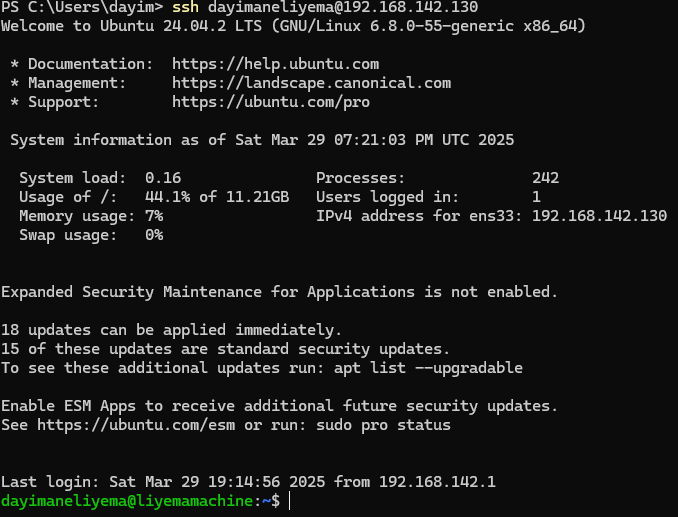 PS C:\Users\dayim> ssh dayimaneliyema@192.168.142.130
Welcome to Ubuntu 24.04.2 LTS (GNU/Linux 6.8.0-55-generic x86_64)
* Documentation:  https://help.ubuntu.com
* Management:     https://landscape.canonical.com
* Support:        https://ubuntu.com/pro
System information as of Sat Mar 29 07:21:03 PM UTC 2025
System load:  0.16               Processes:              242
Usage of /:   44.1% of 11.21GB   Users logged in:        1
Memory usage: 7%                 IPv4 address for ens33: 192.168.142.130
Swap usage:   0%
Expanded Security Maintenance for Applications is not enabled.
18 updates can be applied immediately.
15 of these updates are standard security updates.
To see these additional updates run: apt list --upgradable
Enable ESM Apps to receive additional future security updates.
See https://ubuntu.com/esm or run: sudo pro status
Last login: Sat Mar 29 19:14:56 2025 from 192.168.142.1
dayimaneliyema@liyemamachine:~$